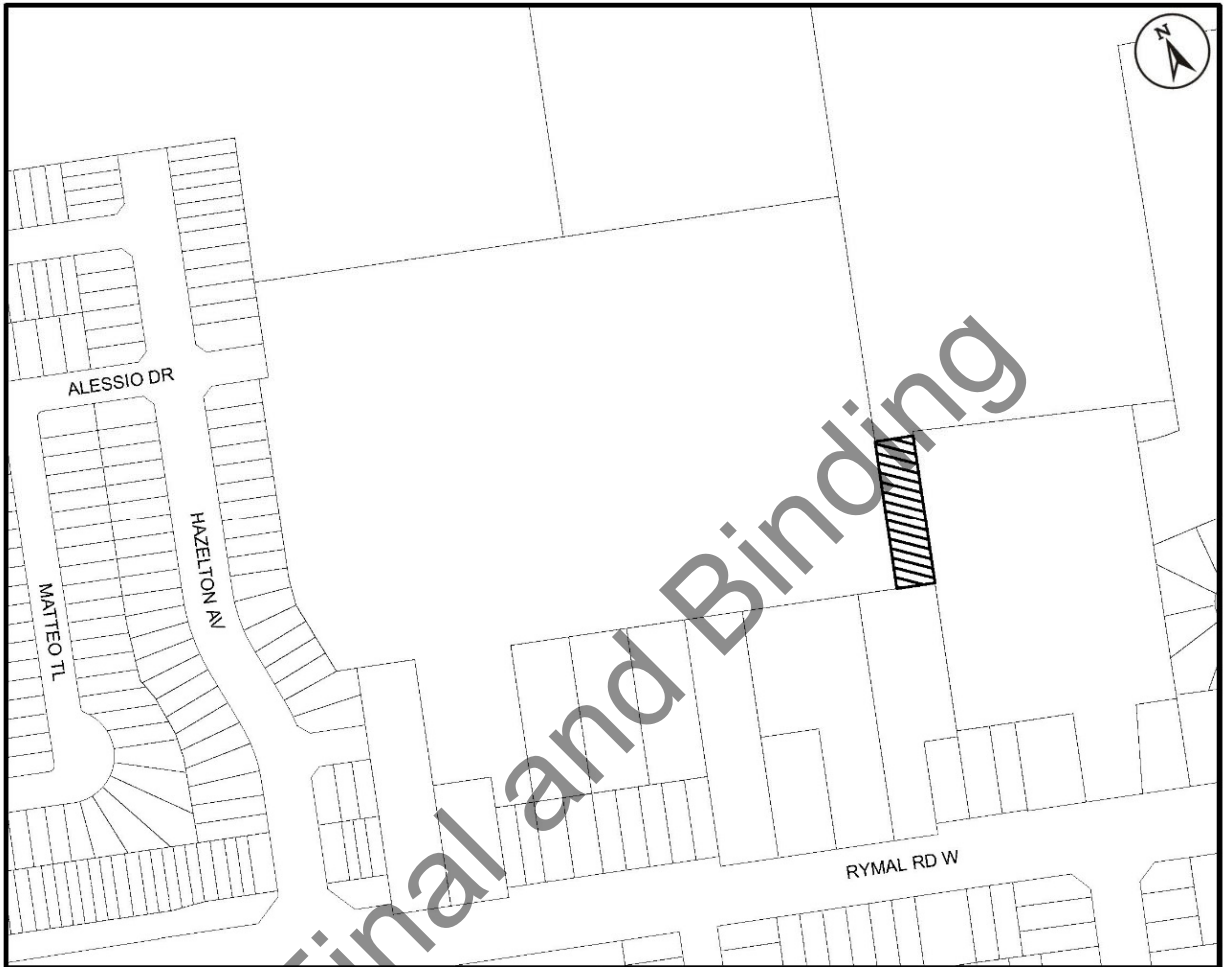 N
ALESSIO DR
HAZELTON AV
MATTEO TL
RYMAL RD W
Final and Binding